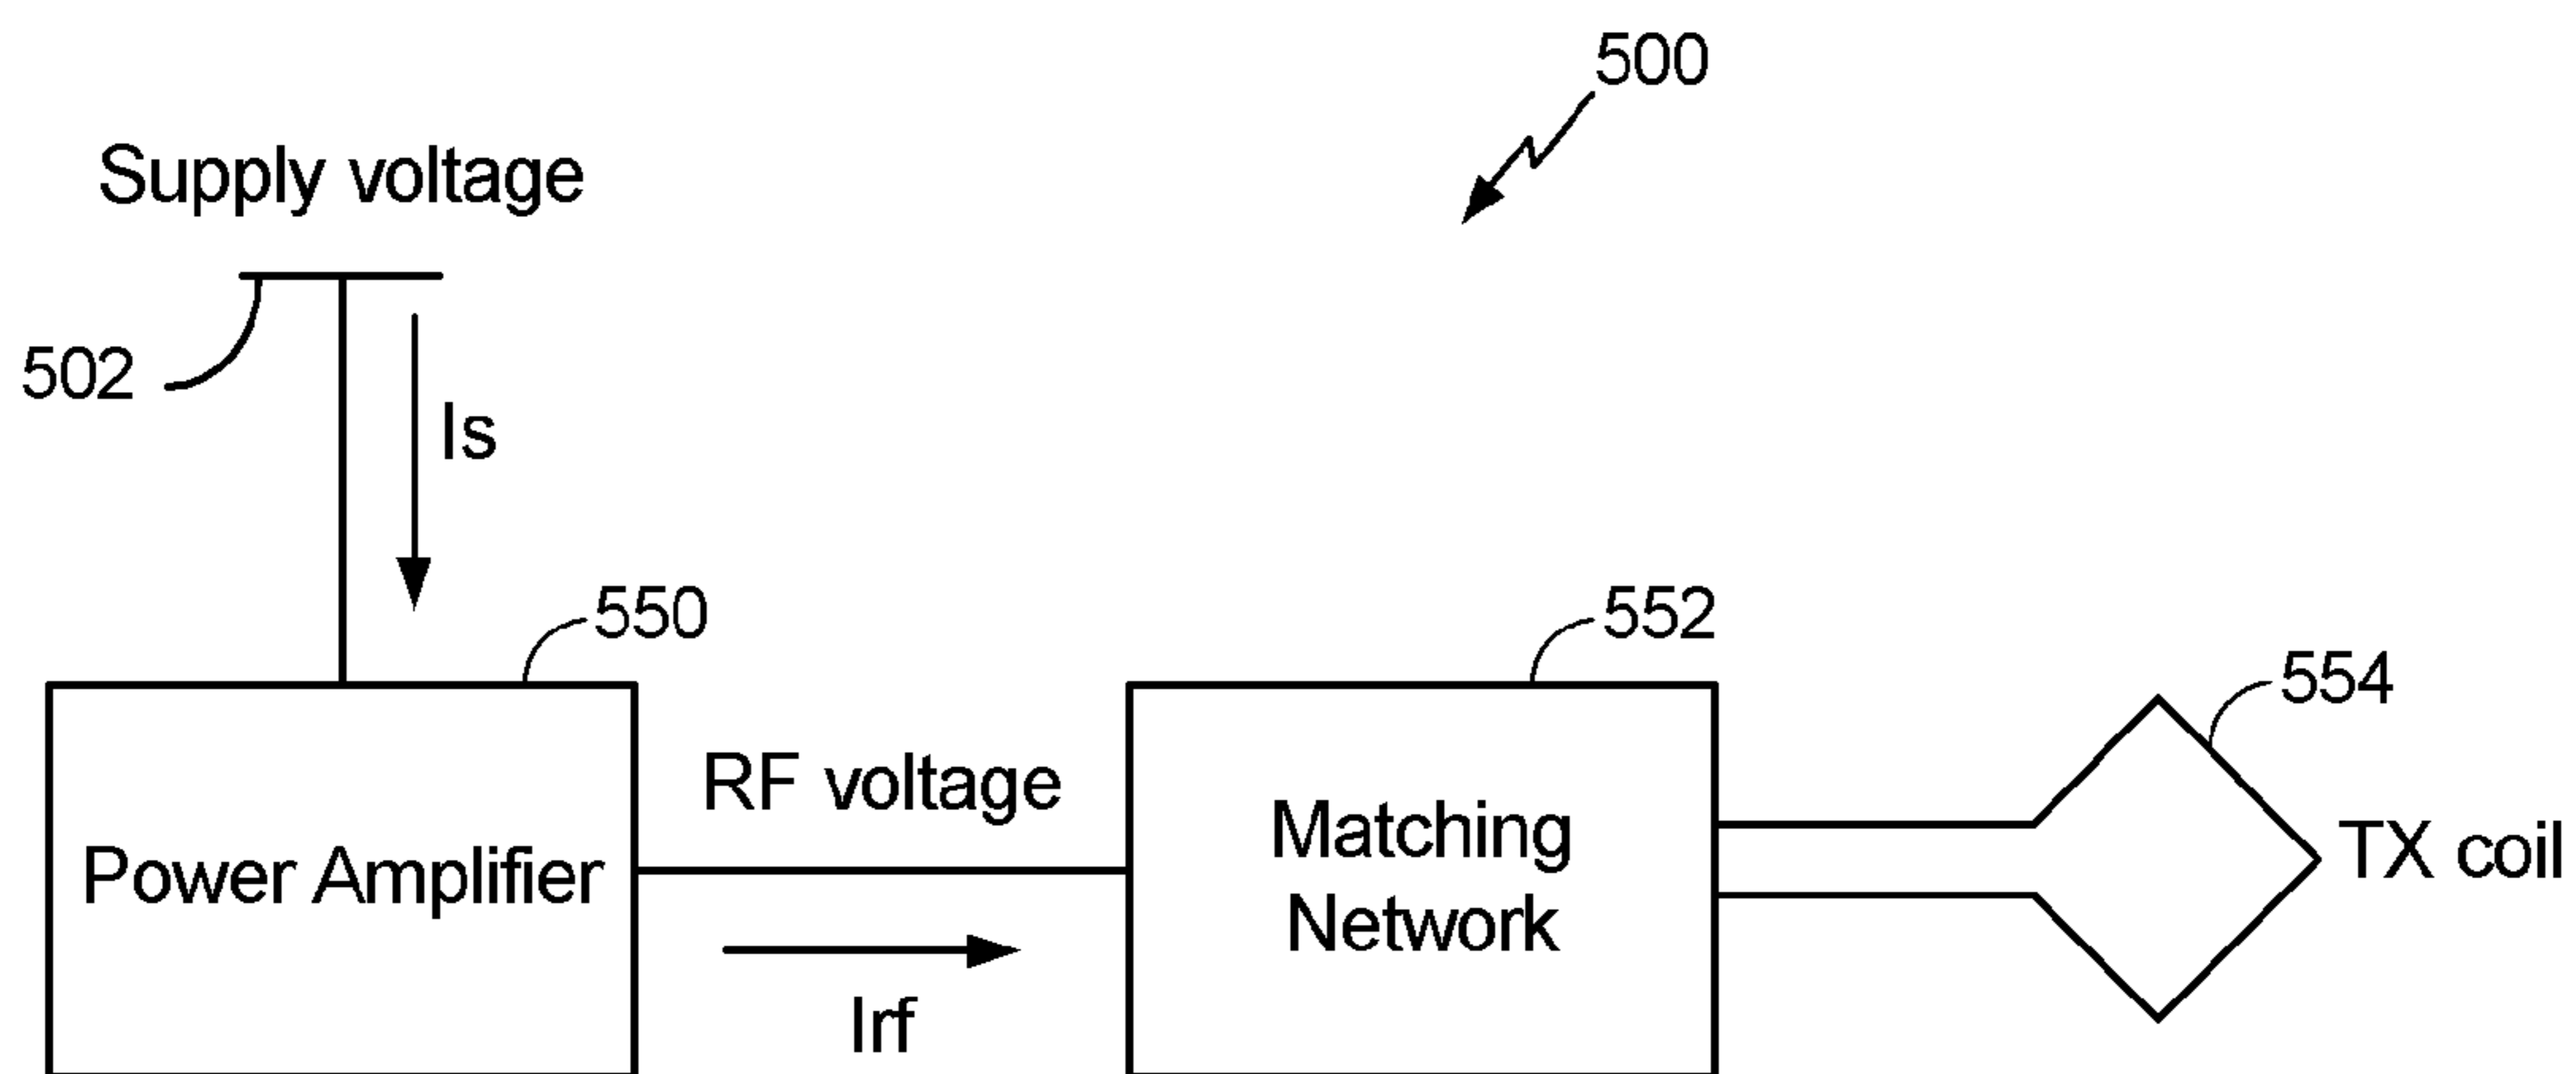 500
Supply voltage
502
Is
550
552
554
RF voltage
Power Amplifier
Matching
Network
TX coil
Irf